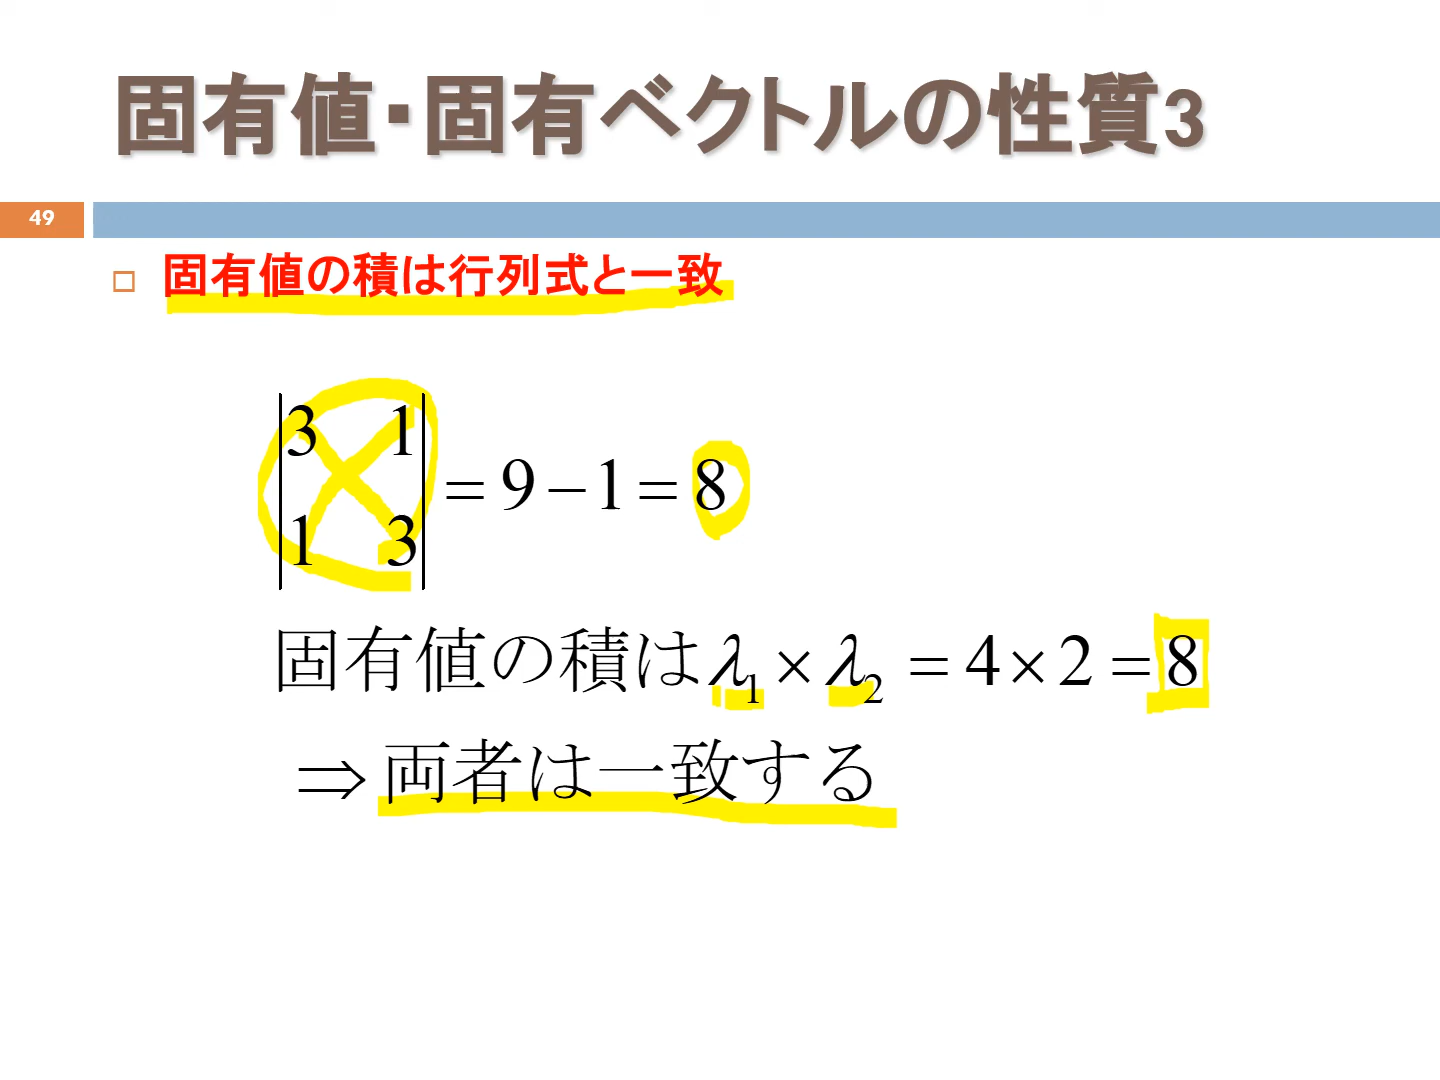 固有値・固有ベクトルの性質3
49
固有値の積は行列式と一致
|3 1|
|1 3| = 9 − 1 = 8
固有値の積はλ₁ × λ₂ = 4 × 2 = 8
⇒ 両者は一致する